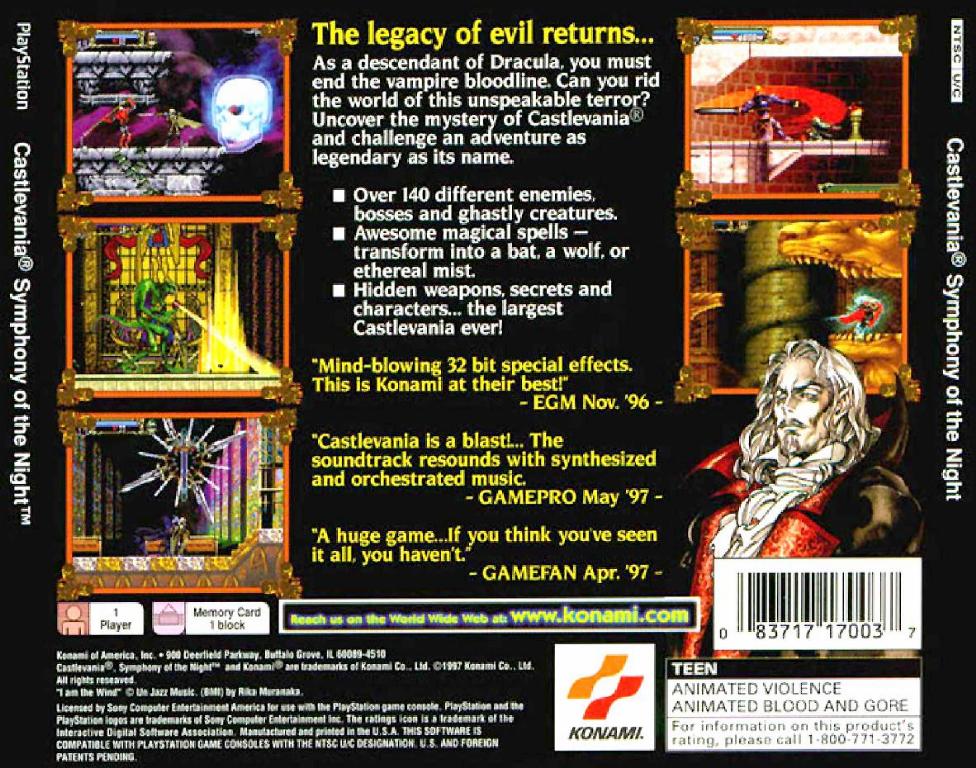 PlayStation
Castlevania® Symphony of the Night™
The legacy of evil returns...
As a descendant of Dracula, you must
end the vampire bloodline. Can you rid
the world of this unspeakable terror?
Uncover the mystery of Castlevania®
and challenge an adventure as
legendary as its name.
■ Over 140 different enemies,
bosses and ghastly creatures.
■ Awesome magical spells –
transform into a bat, a wolf, or
ethereal mist.
■ Hidden weapons, secrets and
characters... the largest
Castlevania ever!
"Mind-blowing 32 bit special effects.
This is Konami at their best!"
- EGM Nov. '96 -
"Castlevania is a blast!... The
soundtrack resounds with synthesized
and orchestrated music.
- GAMEPRO May '97 -
"A huge game...If you think you've seen
it all, you haven't."
- GAMEFAN Apr. '97 -
NTSC U/C
Castlevania® Symphony of the Night
1
Player
Memory Card
1 block
Reach us on the World Wide Web at: www.konami.com
0 83717 17003 7
Konami of America, Inc. • 900 Deerfield Parkway, Buffalo Grove, IL 60089-4510
Castlevania®, Symphony of the Night™ and Konami® are trademarks of Konami Co., Ltd. ©1997 Konami Co., Ltd.
All rights reseaved.
"I am the Wind" © Un Jazz Music. (BMI) by Rika Muranaka.
Licensed by Sony Computer Entertainment America for use with the PlayStation game console. PlayStation and the
PlayStation logos are trademarks of Sony Computer Entertainment Inc. The ratings icon is a trademark of the
Interactive Digital Software Association. Manufactured and printed in the U.S.A. THIS SOFTWARE IS
COMPATIBLE WITH PLAYSTATION GAME CONSOLES WITH THE NTSC U/C DESIGNATION. U.S. AND FOREIGN
PATENTS PENDING.
KONAMI.
TEEN
ANIMATED VIOLENCE
ANIMATED BLOOD AND GORE
For information on this product's
rating, please call 1-800-771-3772